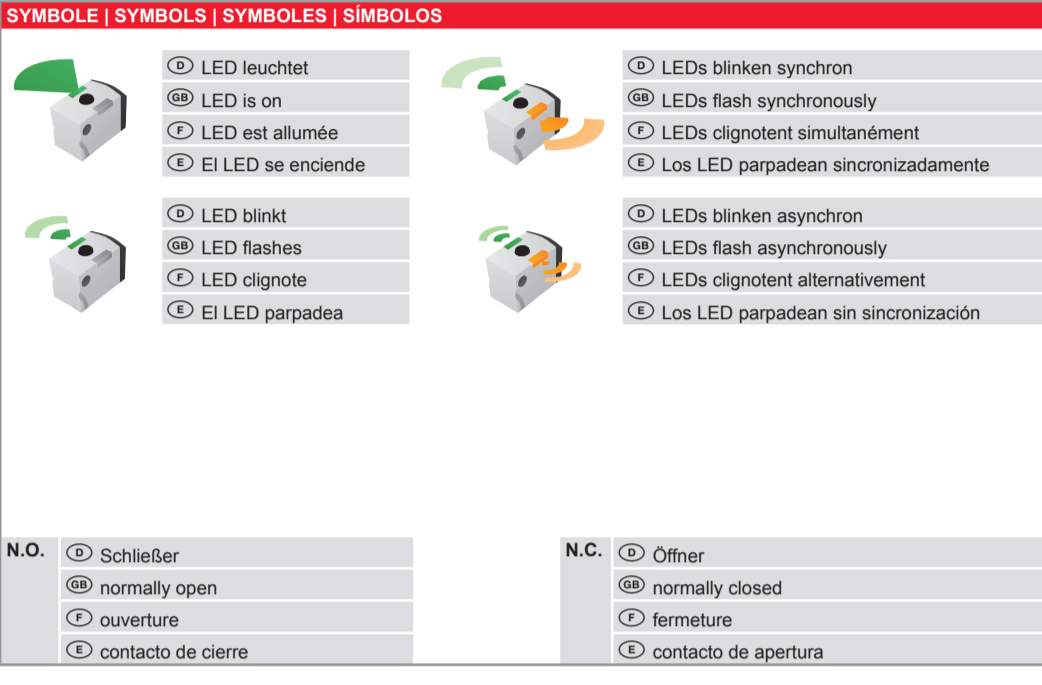 SYMBOLE | SYMBOLS | SYMBOLES | SÍMBOLOS
D LED leuchtet
GB LED is on
F LED est allumée
E El LED se enciende
D LEDs blinken synchron
GB LEDs flash synchronously
F LEDs clignotent simultanément
E Los LED parpadean sincronizadamente
D LED blinkt
GB LED flashes
F LED clignote
E El LED parpadea
D LEDs blinken asynchron
GB LEDs flash asynchronously
F LEDs clignotent alternativement
E Los LED parpadean sin sincronización
N.O. D Schließer
GB normally open
F ouverture
E contacto de cierre
N.C. D Öffner
GB normally closed
F fermeture
E contacto de apertura